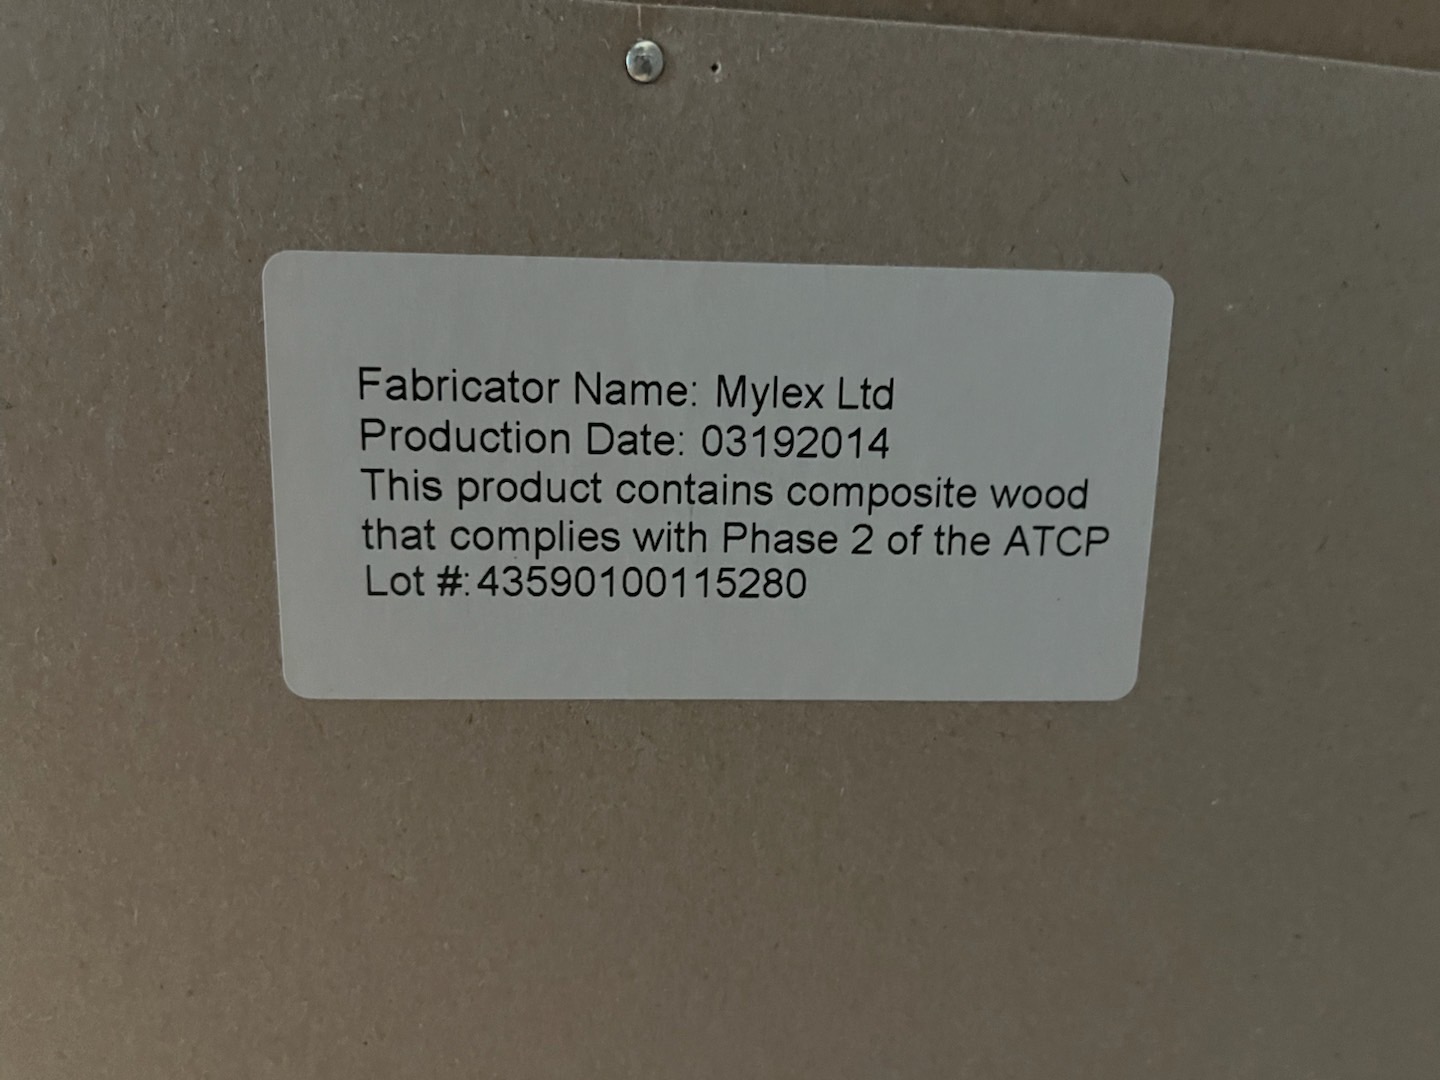 Fabricator Name: Mylex Ltd
Production Date: 03192014
This product contains composite wood
that complies with Phase 2 of the ATCP
Lot #:43590100115280